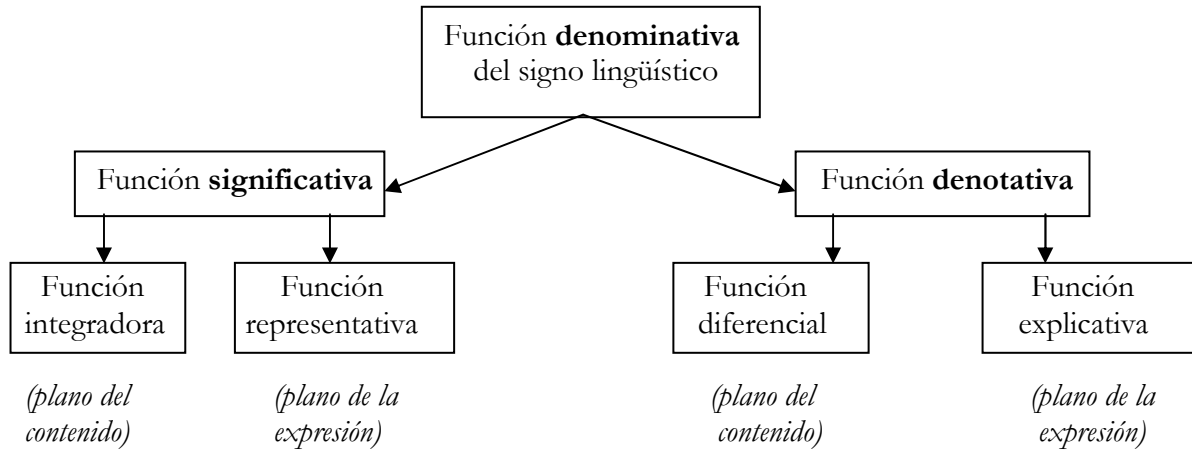 Función denominativa
del signo lingüístico
Función significativa
Función denotativa
Función
integradora
Función
representativa
Función
diferencial
Función
explicativa
(plano del
contenido)
(plano de la
expresión)
(plano del
contenido)
(plano de la
expresión)